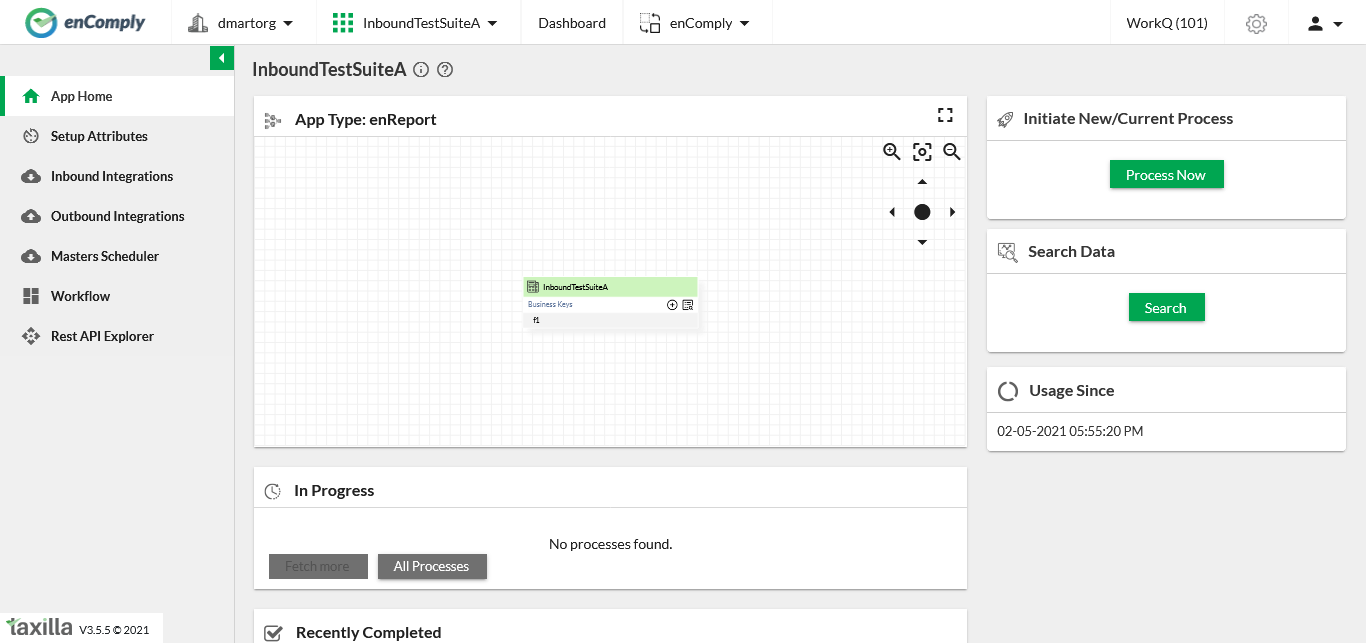 enComply
dmartorg
InboundTestSuiteA
Dashboard
enComply
WorkQ (101)
App Home
Setup Attributes
Inbound Integrations
Outbound Integrations
Masters Scheduler
Workflow
Rest API Explorer
InboundTestSuiteA
App Type: enReport
InboundTestSuiteA
Business Keys
f1
Initiate New/Current Process
Process Now
Search Data
Search
Usage Since
02-05-2021 05:55:20 PM
In Progress
No processes found.
Fetch more
All Processes
Recently Completed
taxilla V3.5.5 © 2021